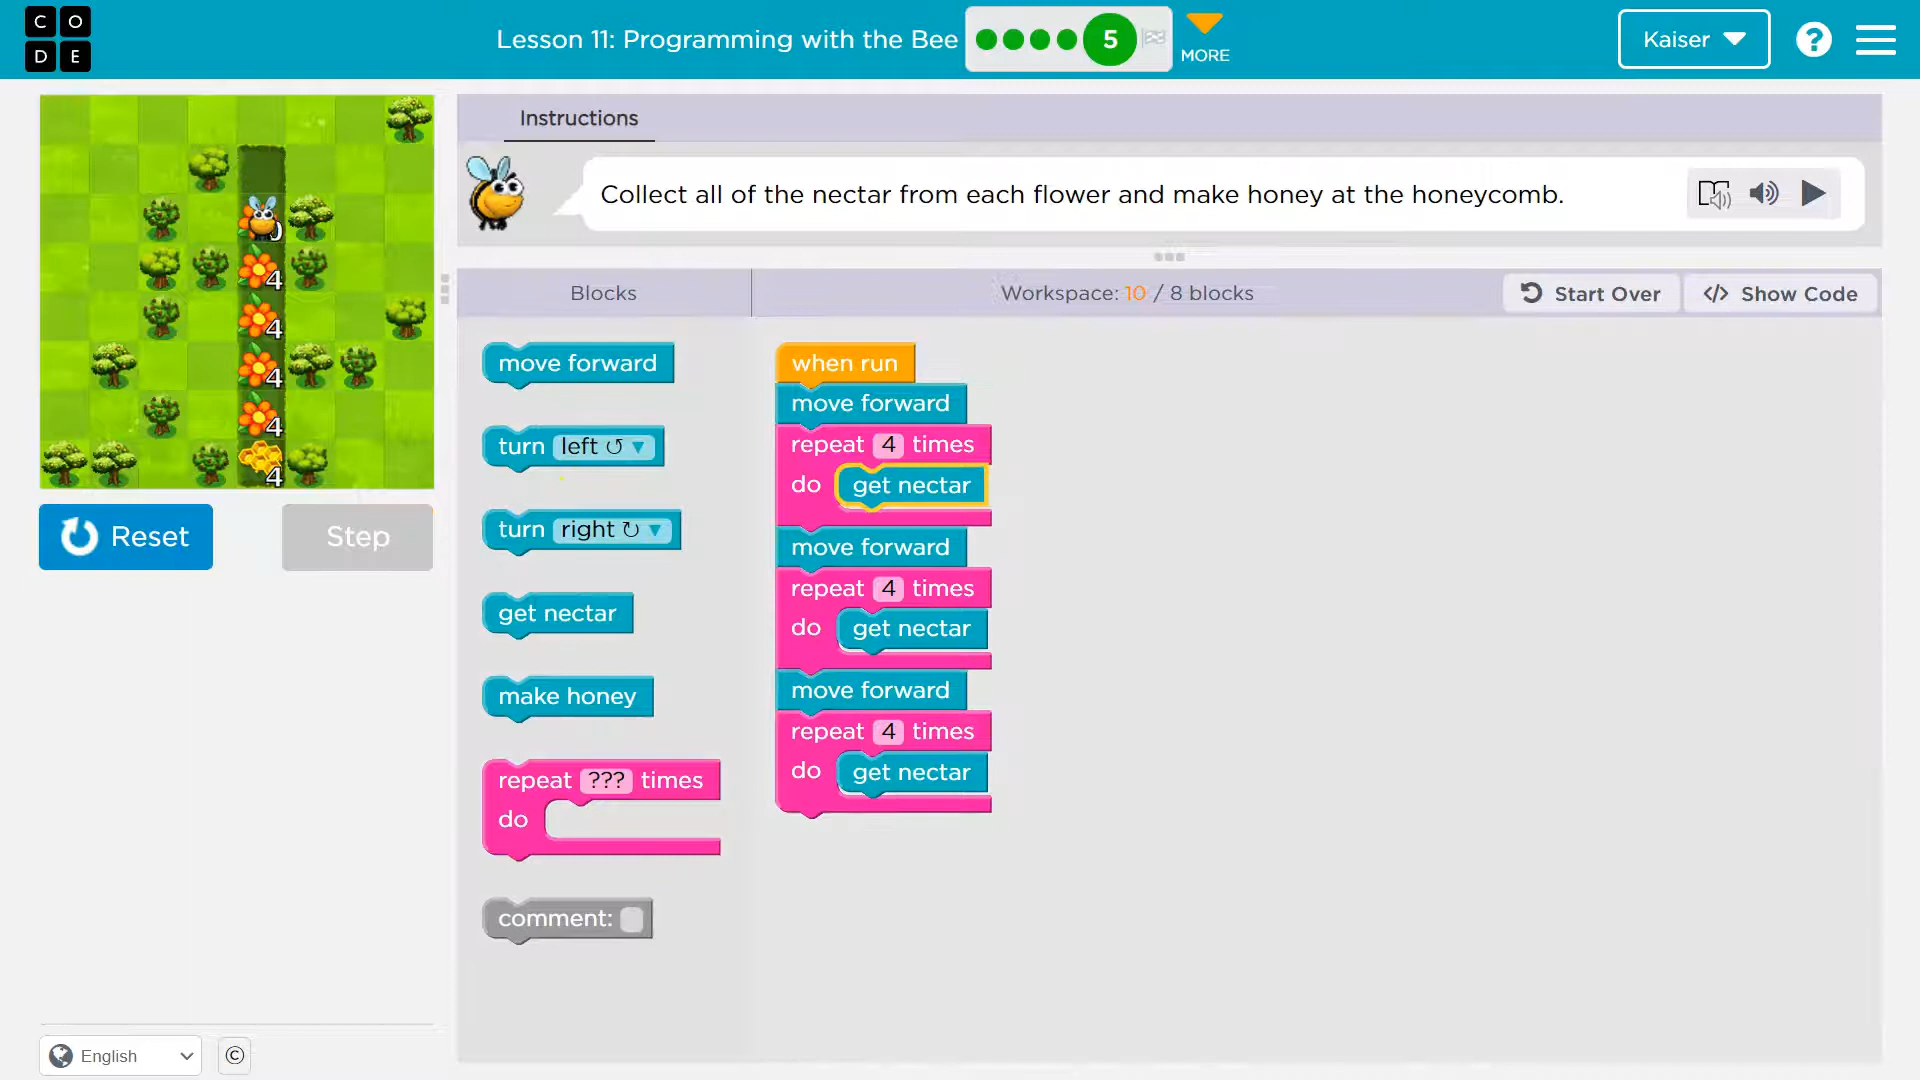 C O
D E
Lesson 11: Programming with the Bee
5
MORE
Kaiser
?
Instructions
Collect all of the nectar from each flower and make honey at the honeycomb.
0
4
4
4
4
4
Reset
Step
Blocks
Workspace: 10 / 8 blocks
Start Over
</> Show Code
move forward
turn left ↺ ▼
turn right ↻ ▼
get nectar
make honey
repeat ??? times
do
comment:
when run
move forward
repeat 4 times
do get nectar
move forward
repeat 4 times
do get nectar
move forward
repeat 4 times
do get nectar
English
©